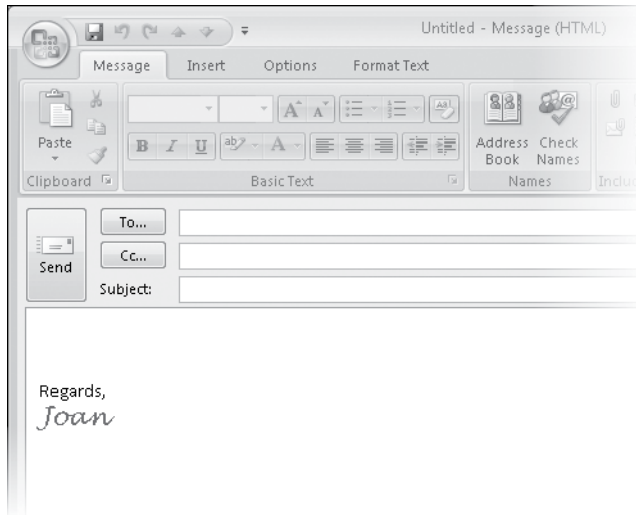 Untitled - Message (HTML)
Message Insert Options Format Text
Paste
B I U ab A
Address Book
Check Names
Clipboard
Basic Text
Names
To...
Send
Cc...
Subject:
Regards,
Joan